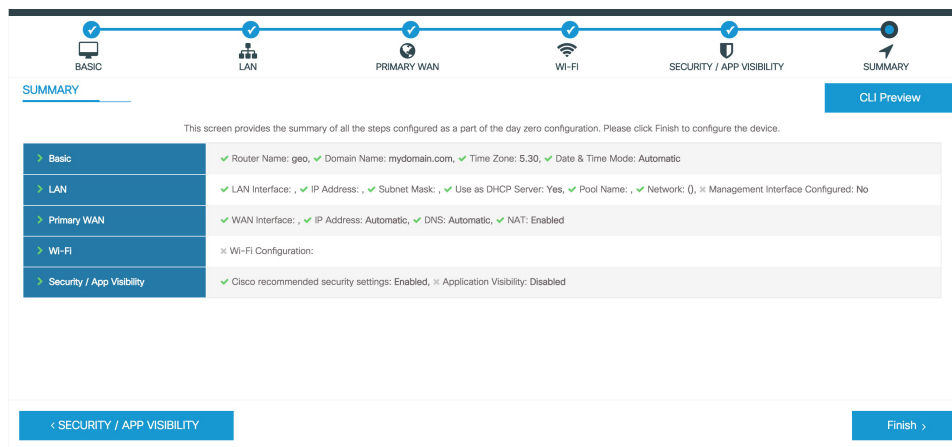 BASIC
LAN
PRIMARY WAN
WI-FI
SECURITY / APP VISIBILITY
SUMMARY
SUMMARY
CLI Preview
This screen provides the summary of all the steps configured as a part of the day zero configuration. Please click Finish to configure the device.
> Basic ✔ Router Name: geo, ✔ Domain Name: mydomain.com, ✔ Time Zone: 5.30, ✔ Date & Time Mode: Automatic
> LAN ✔ LAN Interface: , ✔ IP Address: , ✔ Subnet Mask: , ✔ Use as DHCP Server: Yes, ✔ Pool Name: , ✔ Network: (), ✖ Management Interface Configured: No
> Primary WAN ✔ WAN Interface: , ✔ IP Address: Automatic, ✔ DNS: Automatic, ✔ NAT: Enabled
> Wi-Fi ✖ Wi-Fi Configuration:
> Security / App Visibility ✔ Cisco recommended security settings: Enabled, ✖ Application Visibility: Disabled
< SECURITY / APP VISIBILITY
Finish >